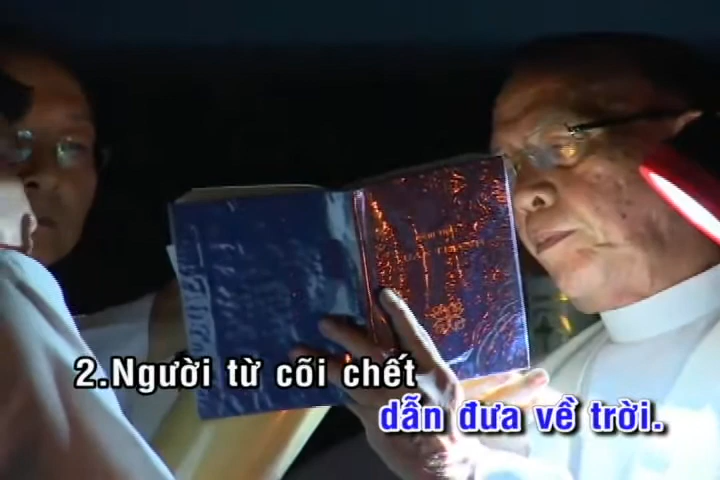 2.Người từ cõi chết
dẫn đưa về trời.